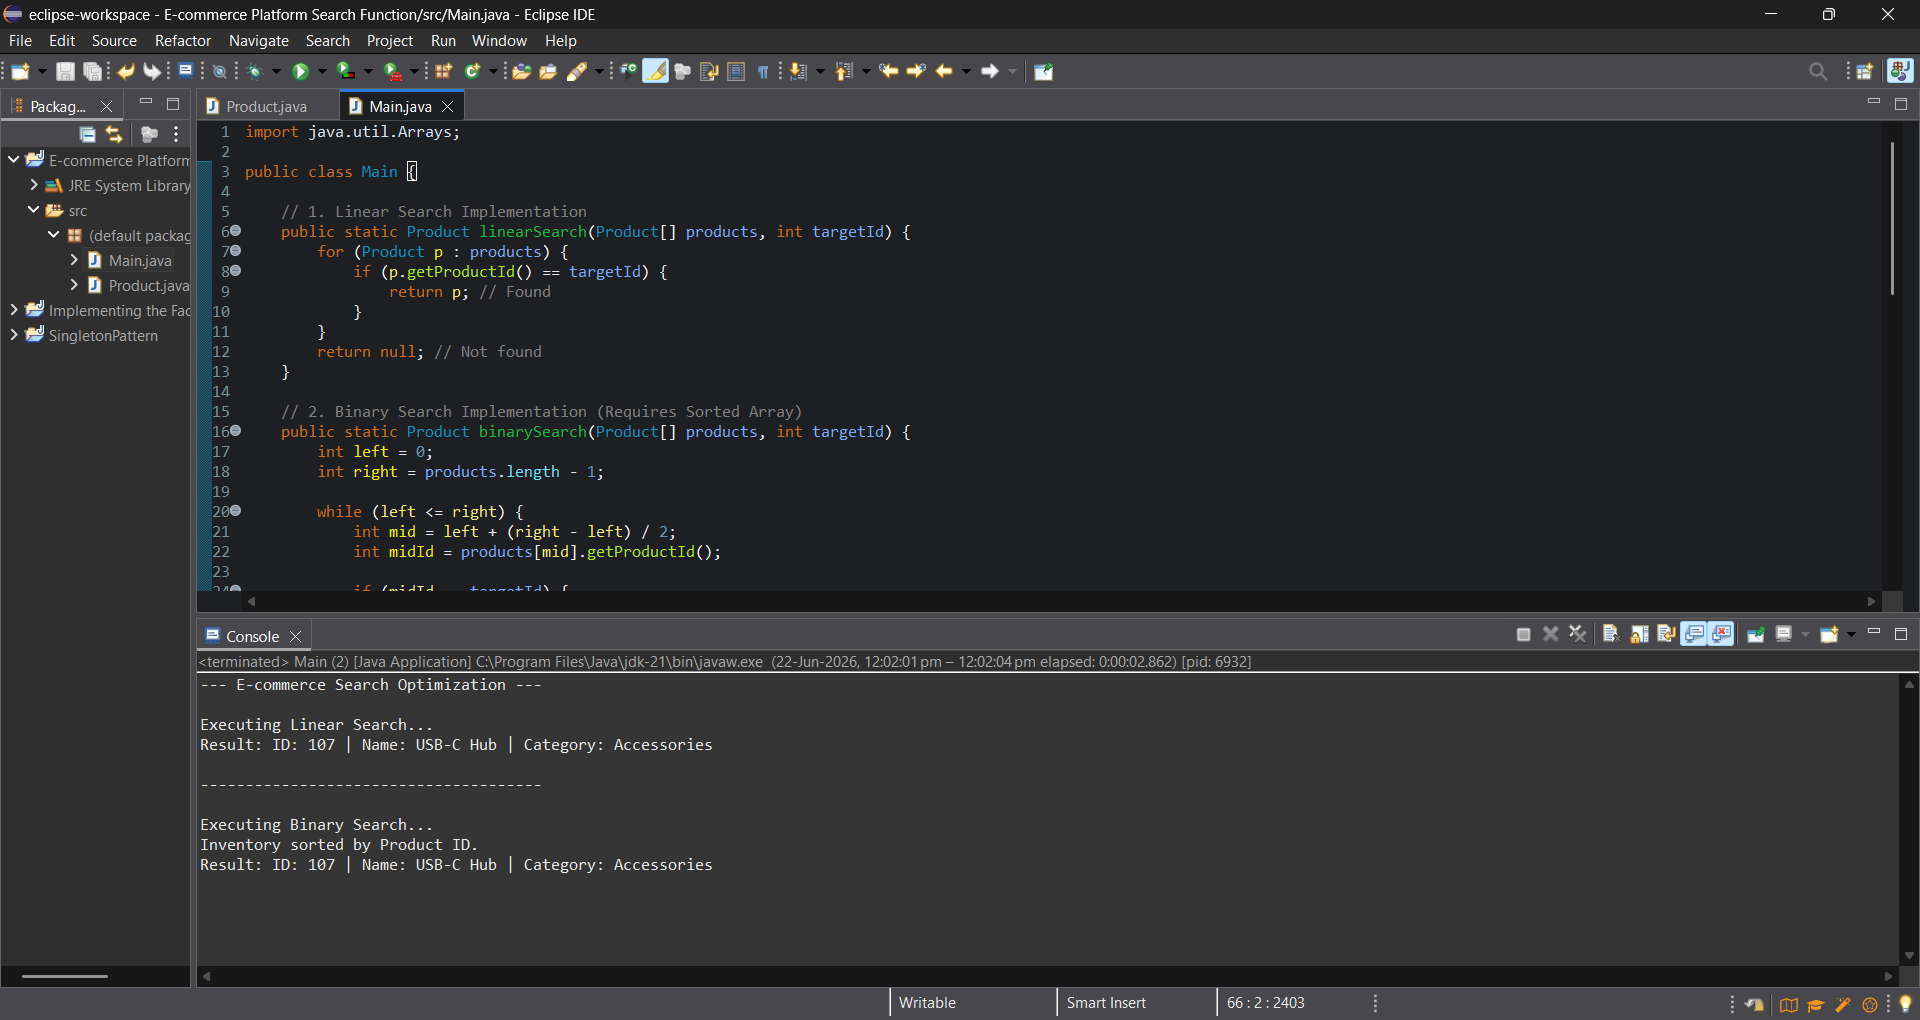 eclipse-workspace - E-commerce Platform Search Function/src/Main.java - Eclipse IDE
File Edit Source Refactor Navigate Search Project Run Window Help
Packag...
Product.java
Main.java
E-commerce Platform
JRE System Library
src
(default packag
Main.java
Product.java
Implementing the Fac
SingletonPattern
1 import java.util.Arrays;
2
3 public class Main {
4
5     // 1. Linear Search Implementation
6     public static Product linearSearch(Product[] products, int targetId) {
7         for (Product p : products) {
8             if (p.getProductId() == targetId) {
9                 return p; // Found
10             }
11         }
12         return null; // Not found
13     }
14
15     // 2. Binary Search Implementation (Requires Sorted Array)
16     public static Product binarySearch(Product[] products, int targetId) {
17         int left = 0;
18         int right = products.length - 1;
19
20         while (left <= right) {
21             int mid = left + (right - left) / 2;
22             int midId = products[mid].getProductId();
23
Console
<terminated> Main (2) [Java Application] C:\Program Files\Java\jdk-21\bin\javaw.exe (22-Jun-2026, 12:02:01 pm – 12:02:04 pm elapsed: 0:00:02.862) [pid: 6932]
--- E-commerce Search Optimization ---
Executing Linear Search...
Result: ID: 107 | Name: USB-C Hub | Category: Accessories
--------------------------------------
Executing Binary Search...
Inventory sorted by Product ID.
Result: ID: 107 | Name: USB-C Hub | Category: Accessories
Writable
Smart Insert
66 : 2 : 2403